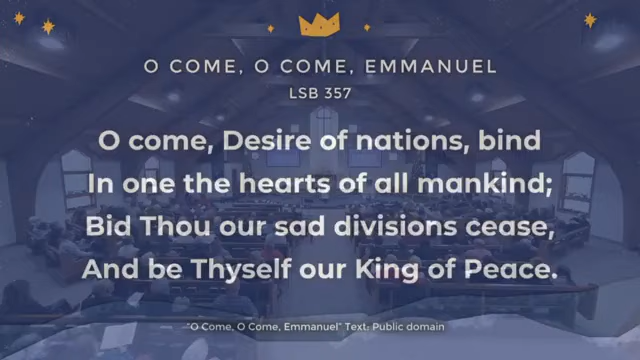 O COME, O COME, EMMANUEL
LSB 357
O come, Desire of nations, bind
In one the hearts of all mankind;
Bid Thou our sad divisions cease,
And be Thyself our King of Peace.
"O Come, O Come, Emmanuel" Text: Public domain